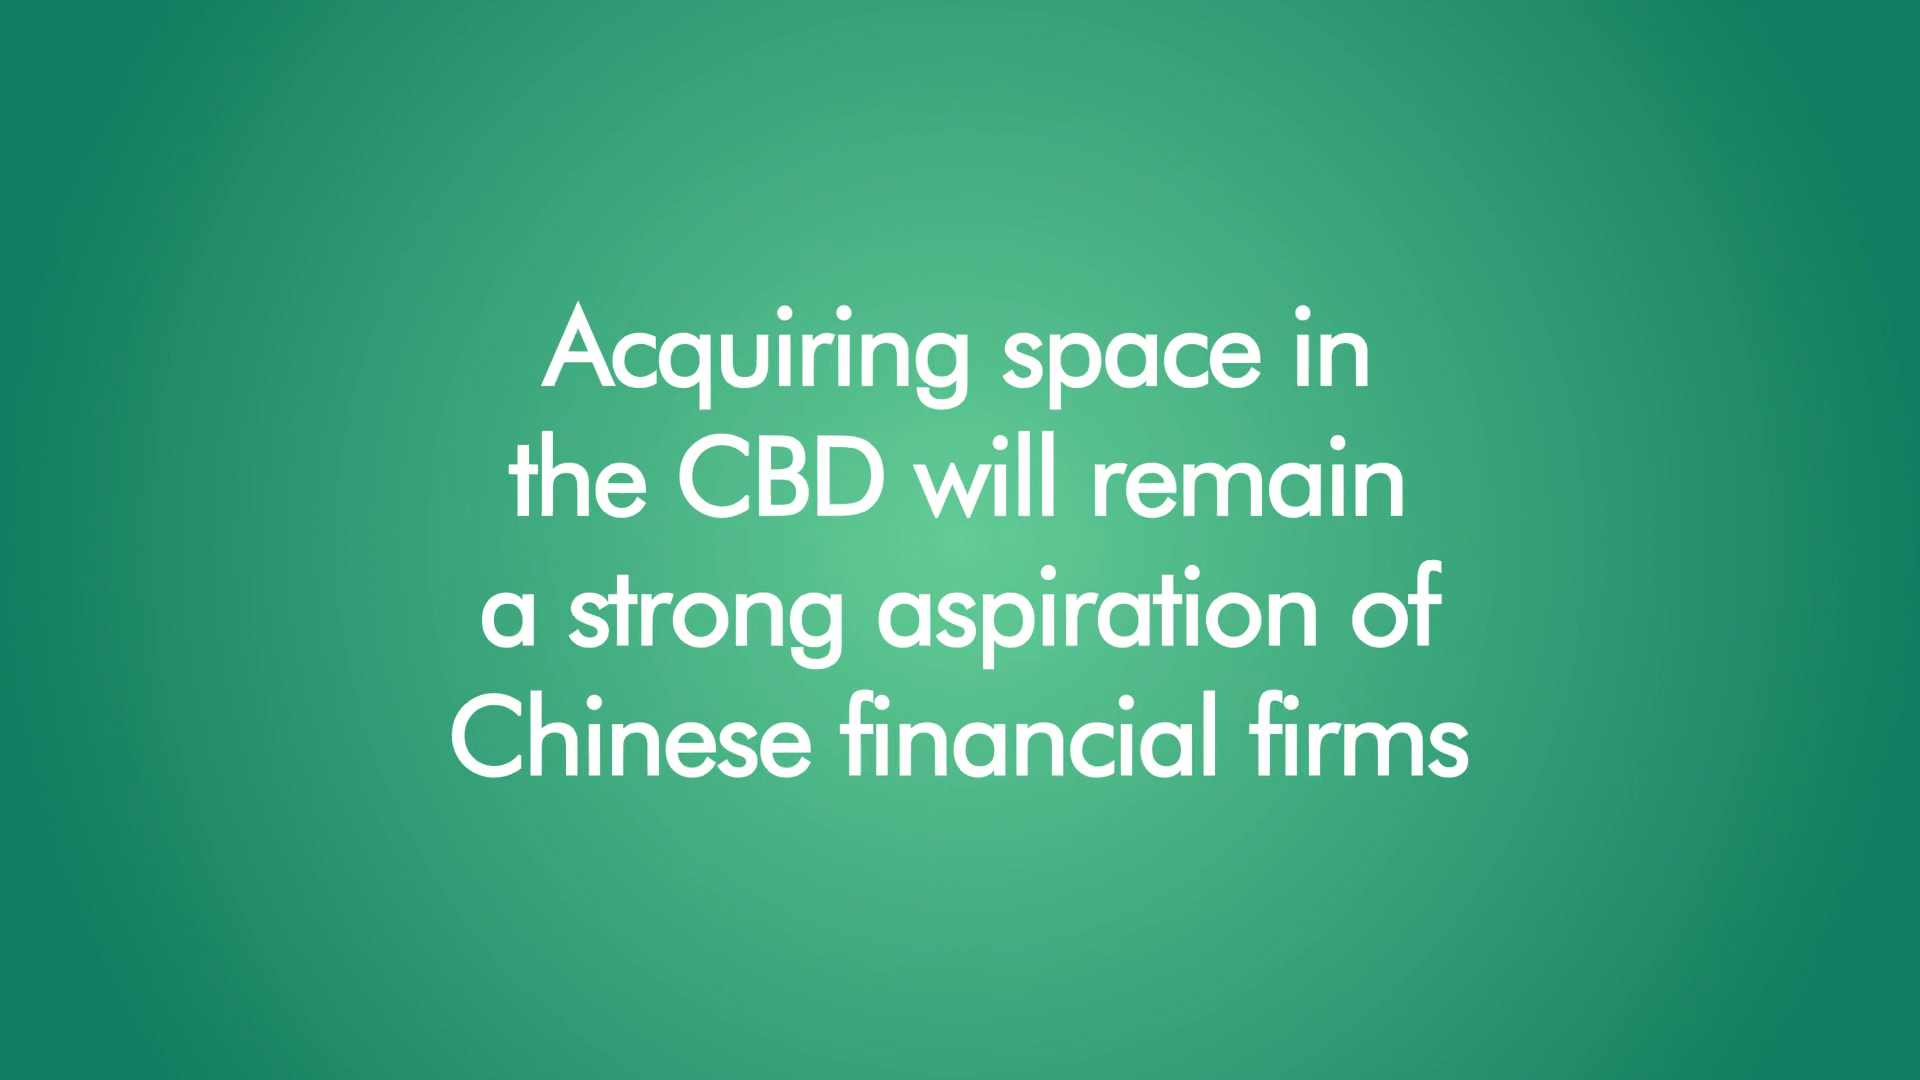 Acquiring space in
the CBD will remain
a strong aspiration of
Chinese financial firms